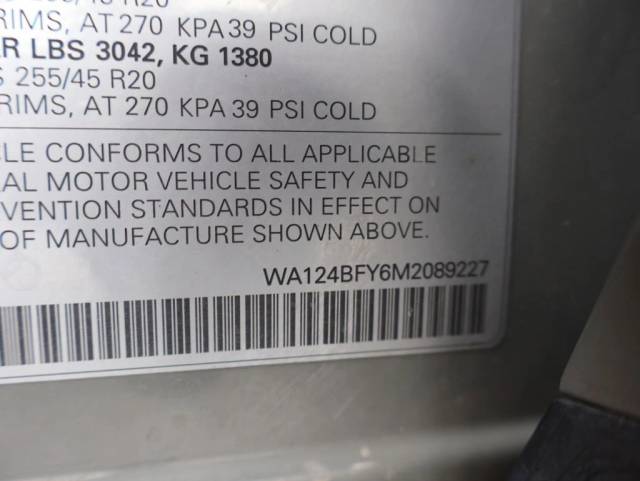 RIMS, AT 270 KPA 39 PSI COLD
R LBS 3042, KG 1380
S 255/45 R20
RIMS, AT 270 KPA 39 PSI COLD
CLE CONFORMS TO ALL APPLICABLE
AL MOTOR VEHICLE SAFETY AND
VENTION STANDARDS IN EFFECT ON
OF MANUFACTURE SHOWN ABOVE.
WA124BFY6M2089227